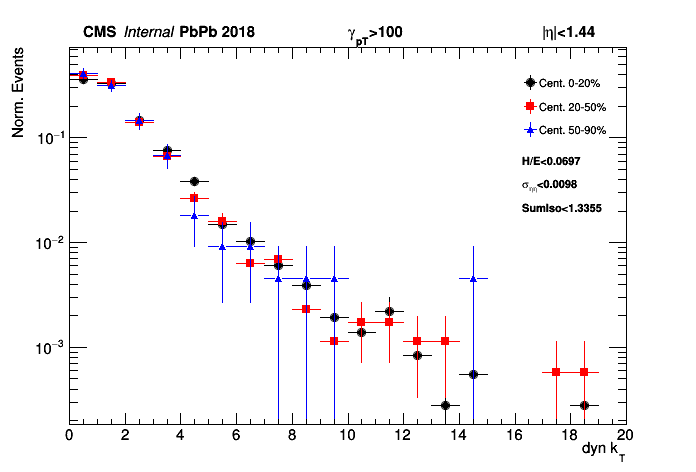 CMS Internal PbPb 2018 γpT>100 |η|<1.44
Norm. Events
Cent. 0-20%
Cent. 20-50%
Cent. 50-90%
H/E<0.0697
σηη<0.0098
SumIso<1.3355
10⁻¹
10⁻²
10⁻³
0 2 4 6 8 10 12 14 16 18 20
dyn kT